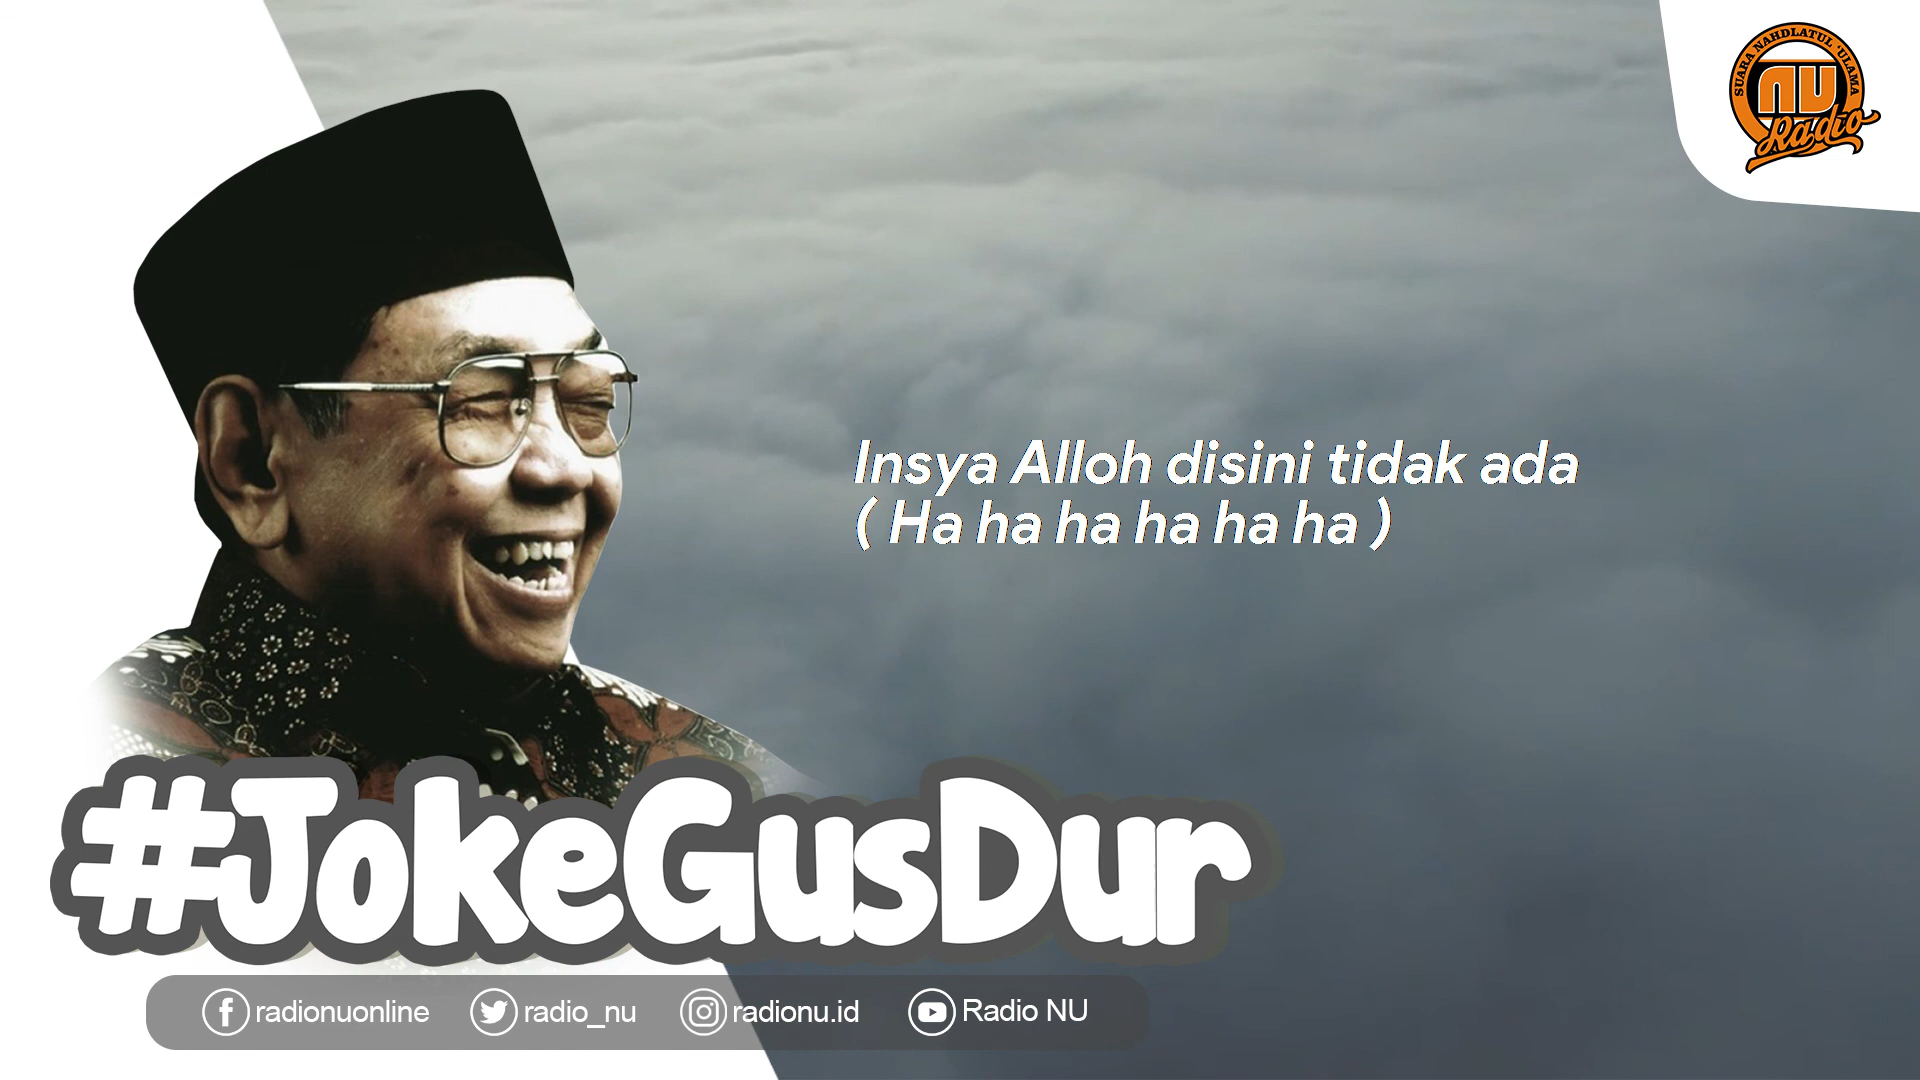 SUARA NAHDLATUL 'ULAMA
NU
Radio
Insya Alloh disini tidak ada
( Ha ha ha ha ha ha )
#JokeGusDur
radionuonline radio_nu radionu.id Radio NU